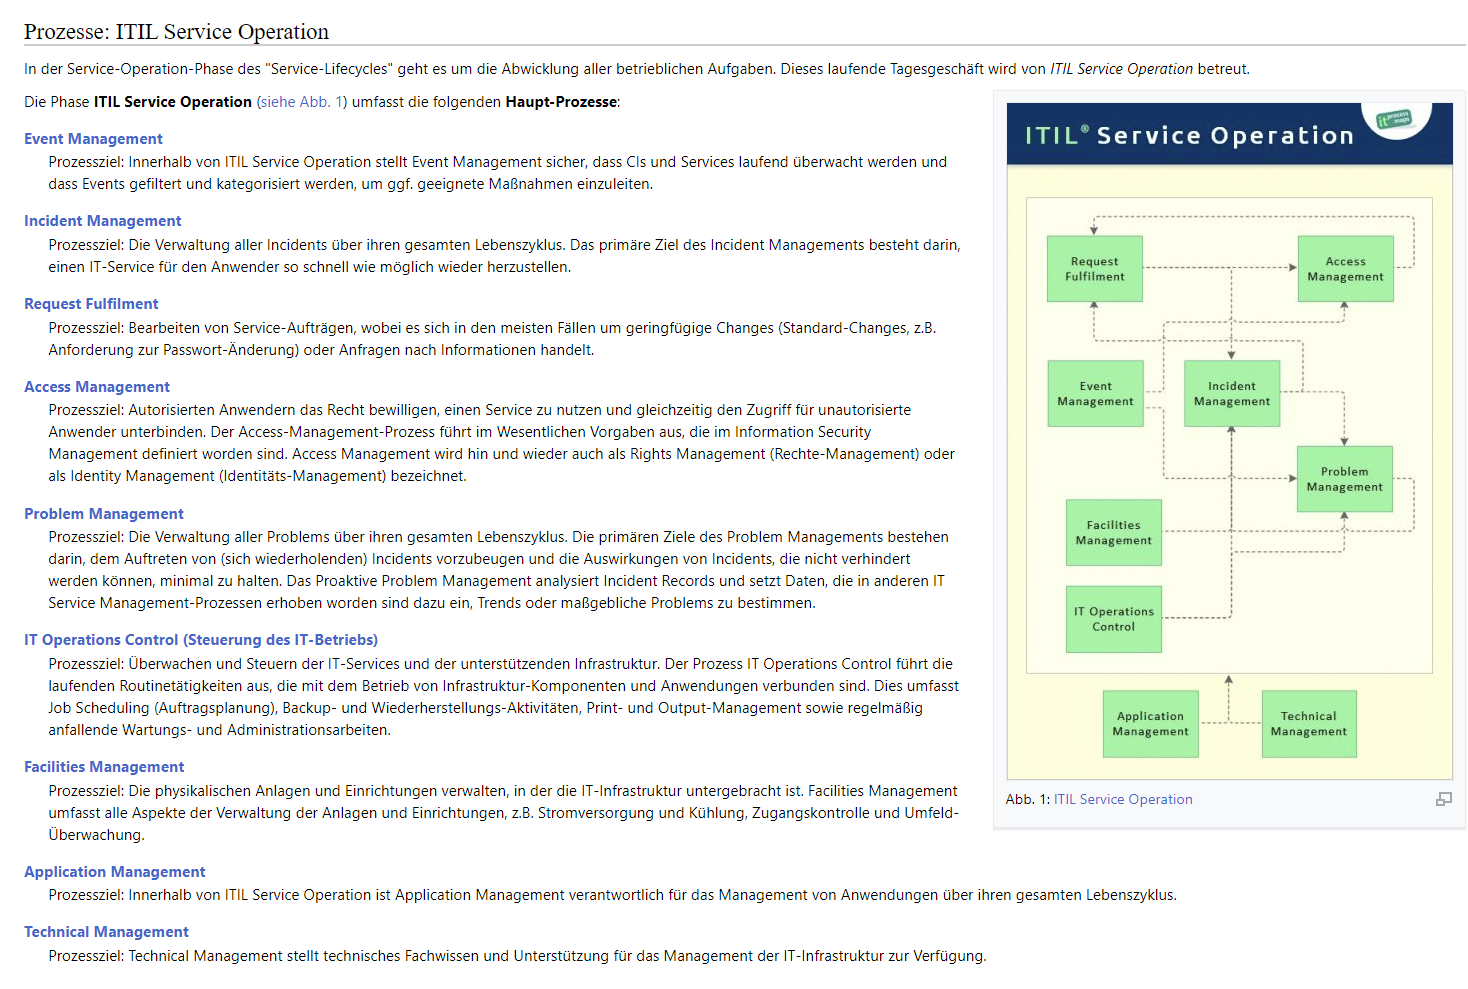 Prozesse: ITIL Service Operation
In der Service-Operation-Phase des "Service-Lifecycles" geht es um die Abwicklung aller betrieblichen Aufgaben. Dieses laufende Tagesgeschäft wird von ITIL Service Operation betreut.
Die Phase ITIL Service Operation (siehe Abb. 1) umfasst die folgenden Haupt-Prozesse:
Event Management
Prozessziel: Innerhalb von ITIL Service Operation stellt Event Management sicher, dass CIs und Services laufend überwacht werden und
dass Events gefiltert und kategorisiert werden, um ggf. geeignete Maßnahmen einzuleiten.
Incident Management
Prozessziel: Die Verwaltung aller Incidents über ihren gesamten Lebenszyklus. Das primäre Ziel des Incident Managements besteht darin,
einen IT-Service für den Anwender so schnell wie möglich wieder herzustellen.
Request Fulfilment
Prozessziel: Bearbeiten von Service-Aufträgen, wobei es sich in den meisten Fällen um geringfügige Changes (Standard-Changes, z.B.
Anforderung zur Passwort-Änderung) oder Anfragen nach Informationen handelt.
Access Management
Prozessziel: Autorisierten Anwendern das Recht bewilligen, einen Service zu nutzen und gleichzeitig den Zugriff für unautorisierte
Anwender unterbinden. Der Access-Management-Prozess führt im Wesentlichen Vorgaben aus, die im Information Security
Management definiert worden sind. Access Management wird hin und wieder auch als Rights Management (Rechte-Management) oder
als Identity Management (Identitäts-Management) bezeichnet.
Problem Management
Prozessziel: Die Verwaltung aller Problems über ihren gesamten Lebenszyklus. Die primären Ziele des Problem Managements bestehen
darin, dem Auftreten von (sich wiederholenden) Incidents vorzubeugen und die Auswirkungen von Incidents, die nicht verhindert
werden können, minimal zu halten. Das Proaktive Problem Management analysiert Incident Records und setzt Daten, die in anderen IT
Service Management-Prozessen erhoben worden sind dazu ein, Trends oder maßgebliche Problems zu bestimmen.
IT Operations Control (Steuerung des IT-Betriebs)
Prozessziel: Überwachen und Steuern der IT-Services und der unterstützenden Infrastruktur. Der Prozess IT Operations Control führt die
laufenden Routinetätigkeiten aus, die mit dem Betrieb von Infrastruktur-Komponenten und Anwendungen verbunden sind. Dies umfasst
Job Scheduling (Auftragsplanung), Backup- und Wiederherstellungs-Aktivitäten, Print- und Output-Management sowie regelmäßig
anfallende Wartungs- und Administrationsarbeiten.
Facilities Management
Prozessziel: Die physikalischen Anlagen und Einrichtungen verwalten, in der die IT-Infrastruktur untergebracht ist. Facilities Management
umfasst alle Aspekte der Verwaltung der Anlagen und Einrichtungen, z.B. Stromversorgung und Kühlung, Zugangskontrolle und Umfeld-
Überwachung.
Application Management
Prozessziel: Innerhalb von ITIL Service Operation ist Application Management verantwortlich für das Management von Anwendungen über ihren gesamten Lebenszyklus.
Technical Management
Prozessziel: Technical Management stellt technisches Fachwissen und Unterstützung für das Management der IT-Infrastruktur zur Verfügung.
ITIL® Service Operation
it process
maps
Request
Fulfilment
Access
Management
Event
Management
Incident
Management
Problem
Management
Facilities
Management
IT Operations
Control
Application
Management
Technical
Management
Abb. 1: ITIL Service Operation